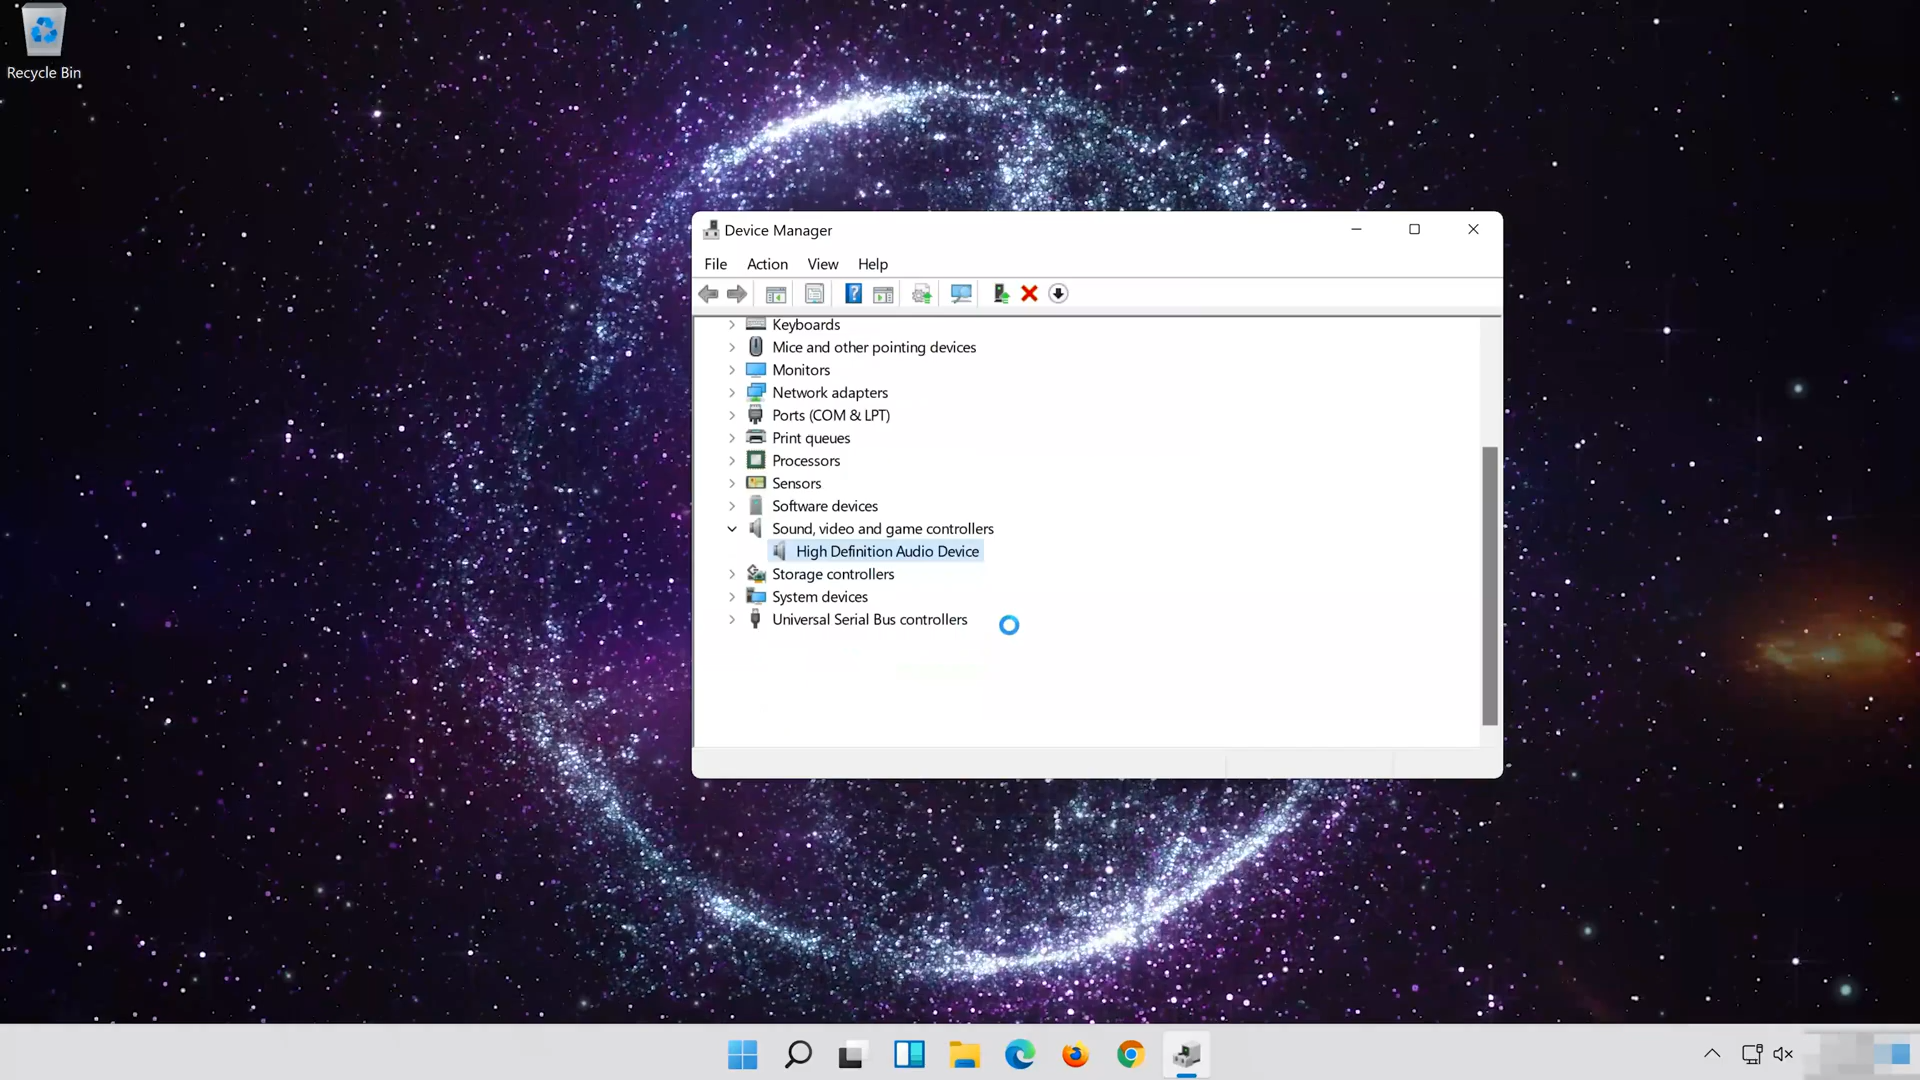 Recycle Bin
Device Manager
File Action View Help
Keyboards
Mice and other pointing devices
Monitors
Network adapters
Ports (COM & LPT)
Print queues
Processors
Sensors
Software devices
Sound, video and game controllers
High Definition Audio Device
Storage controllers
System devices
Universal Serial Bus controllers